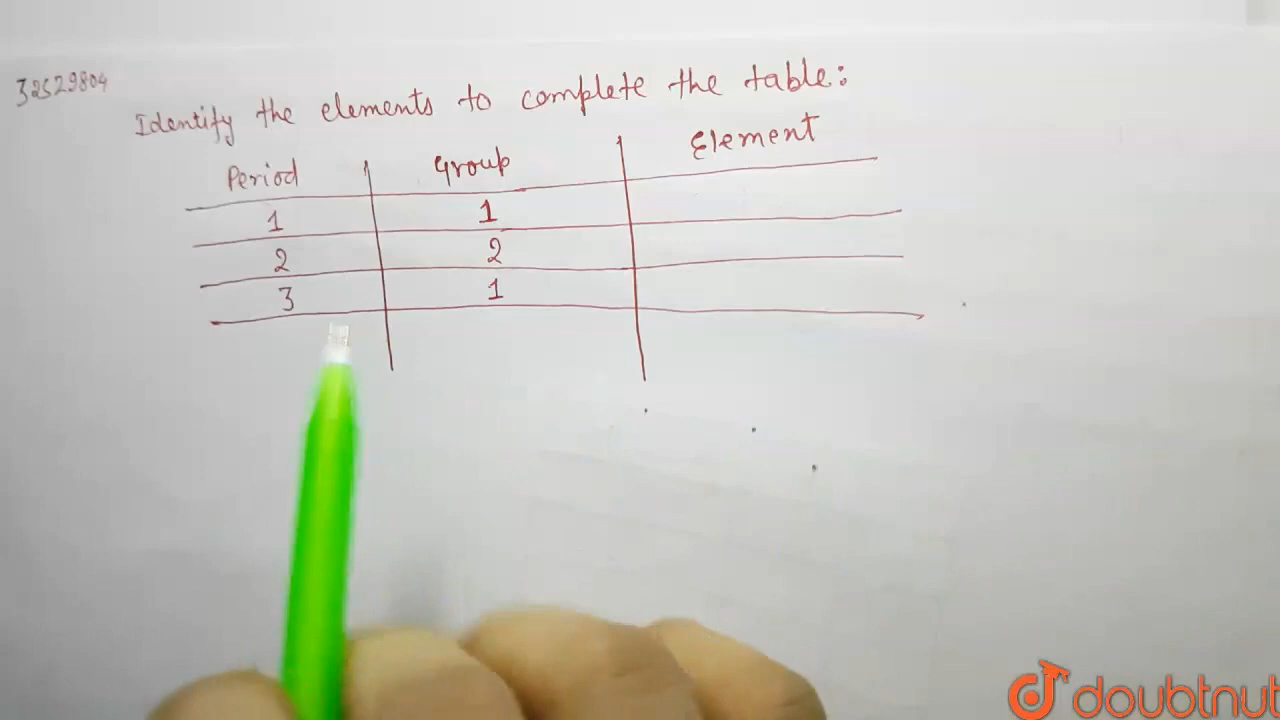 32529804
Identify the elements to complete the table:
Period Group Element
1 1
2 2
3 1
doubtnut